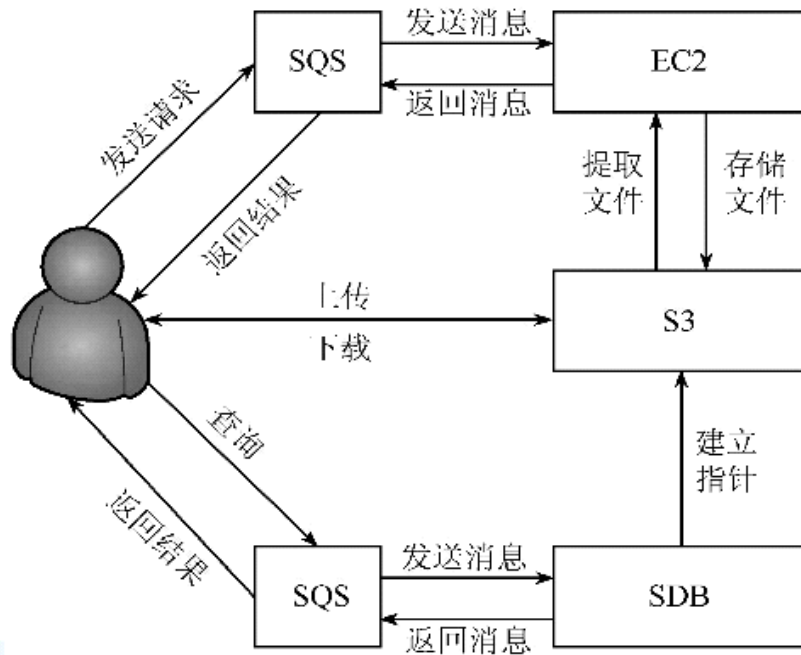 发送消息
SQS
EC2
返回消息
发送请求
返回结果
提取
文件
存储
文件
上传
S3
下载
查询
建立
指针
返回结果
发送消息
SQS
SDB
返回消息